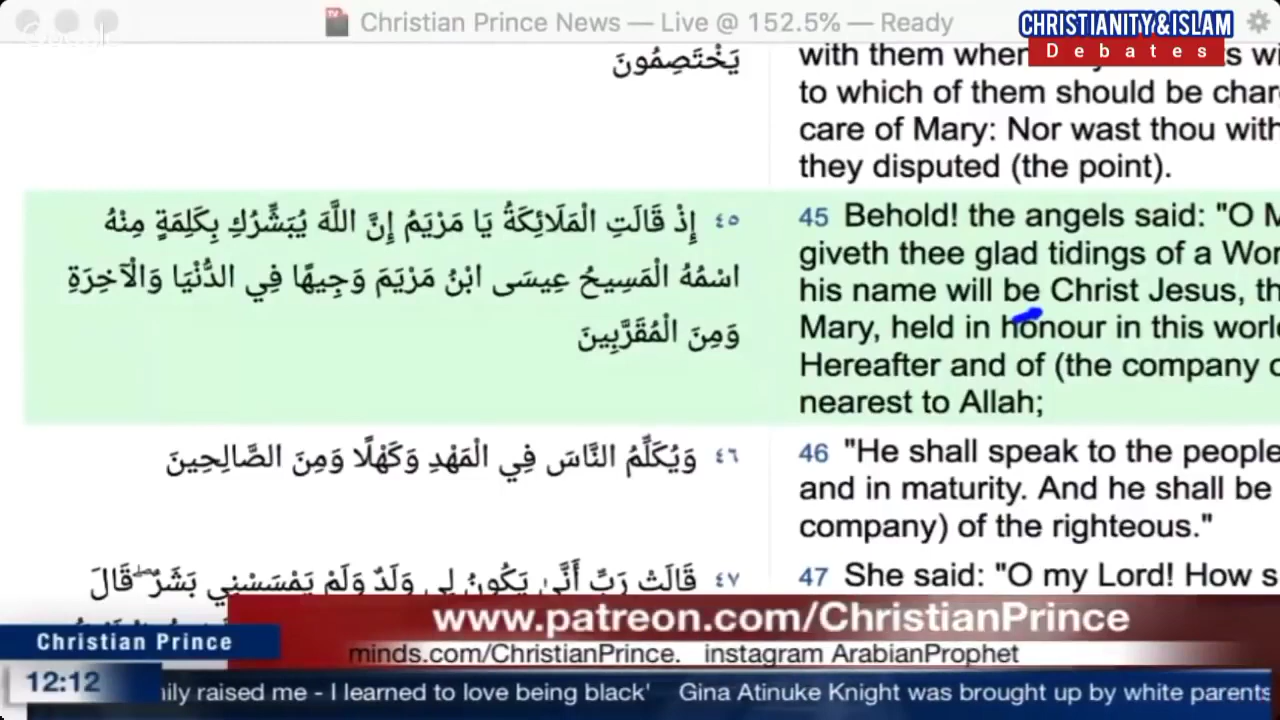 Christian Prince News — Live @ 152.5% — Ready
CHRISTIANITY & ISLAM
Debates
يَخْتَصِمُونَ
with them when
to which of them should be char
care of Mary: Nor wast thou with
they disputed (the point).
٤٥ إِذْ قَالَتِ الْمَلَائِكَةُ يَا مَرْيَمُ إِنَّ اللَّهَ يُبَشِّرُكِ بِكَلِمَةٍ مِنْهُ
اسْمُهُ الْمَسِيحُ عِيسَى ابْنُ مَرْيَمَ وَجِيهًا فِي الدُّنْيَا وَالْآخِرَةِ
وَمِنَ الْمُقَرَّبِينَ
45 Behold! the angels said: "O M
giveth thee glad tidings of a Wor
his name will be Christ Jesus, th
Mary, held in honour in this world
Hereafter and of (the company o
nearest to Allah;
٤٦ وَيُكَلِّمُ النَّاسَ فِي الْمَهْدِ وَكَهْلًا وَمِنَ الصَّالِحِينَ
46 "He shall speak to the people
and in maturity. And he shall be
company) of the righteous."
٤٧ قَالَتْ رَبِّ أَنَّىٰ يَكُونُ لِي وَلَدٌ وَلَمْ يَمْسَسْنِي بَشَرٌ ۖ قَالَ
47 She said: "O my Lord! How s
www.patreon.com/ChristianPrince
Christian Prince
minds.com/ChristianPrince. instagram ArabianProphet
12:12
ily raised me - I learned to love being black' Gina Atinuke Knight was brought up by white parents